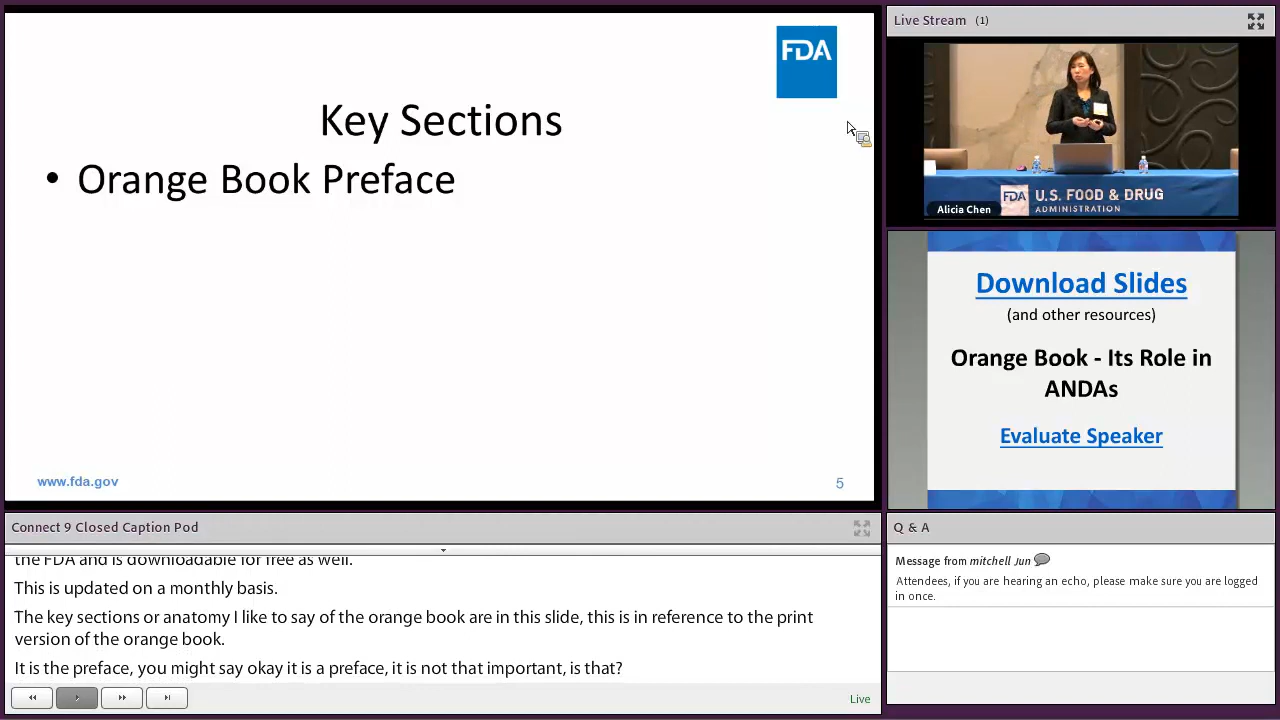 FDA
Key Sections
• Orange Book Preface
www.fda.gov
5
Live Stream (1)
Alicia Chen
FDA
U.S. FOOD & DRUG
ADMINISTRATION
Download Slides
(and other resources)
Orange Book - Its Role in
ANDAs
Evaluate Speaker
Connect 9 Closed Caption Pod
the FDA and is downloadable for free as well.
This is updated on a monthly basis.
The key sections or anatomy I like to say of the orange book are in this slide, this is in reference to the print
version of the orange book.
It is the preface, you might say okay it is a preface, it is not that important, is that?
Live
Q & A
Message from mitchell Jun
Attendees, if you are hearing an echo, please make sure you are logged
in once.